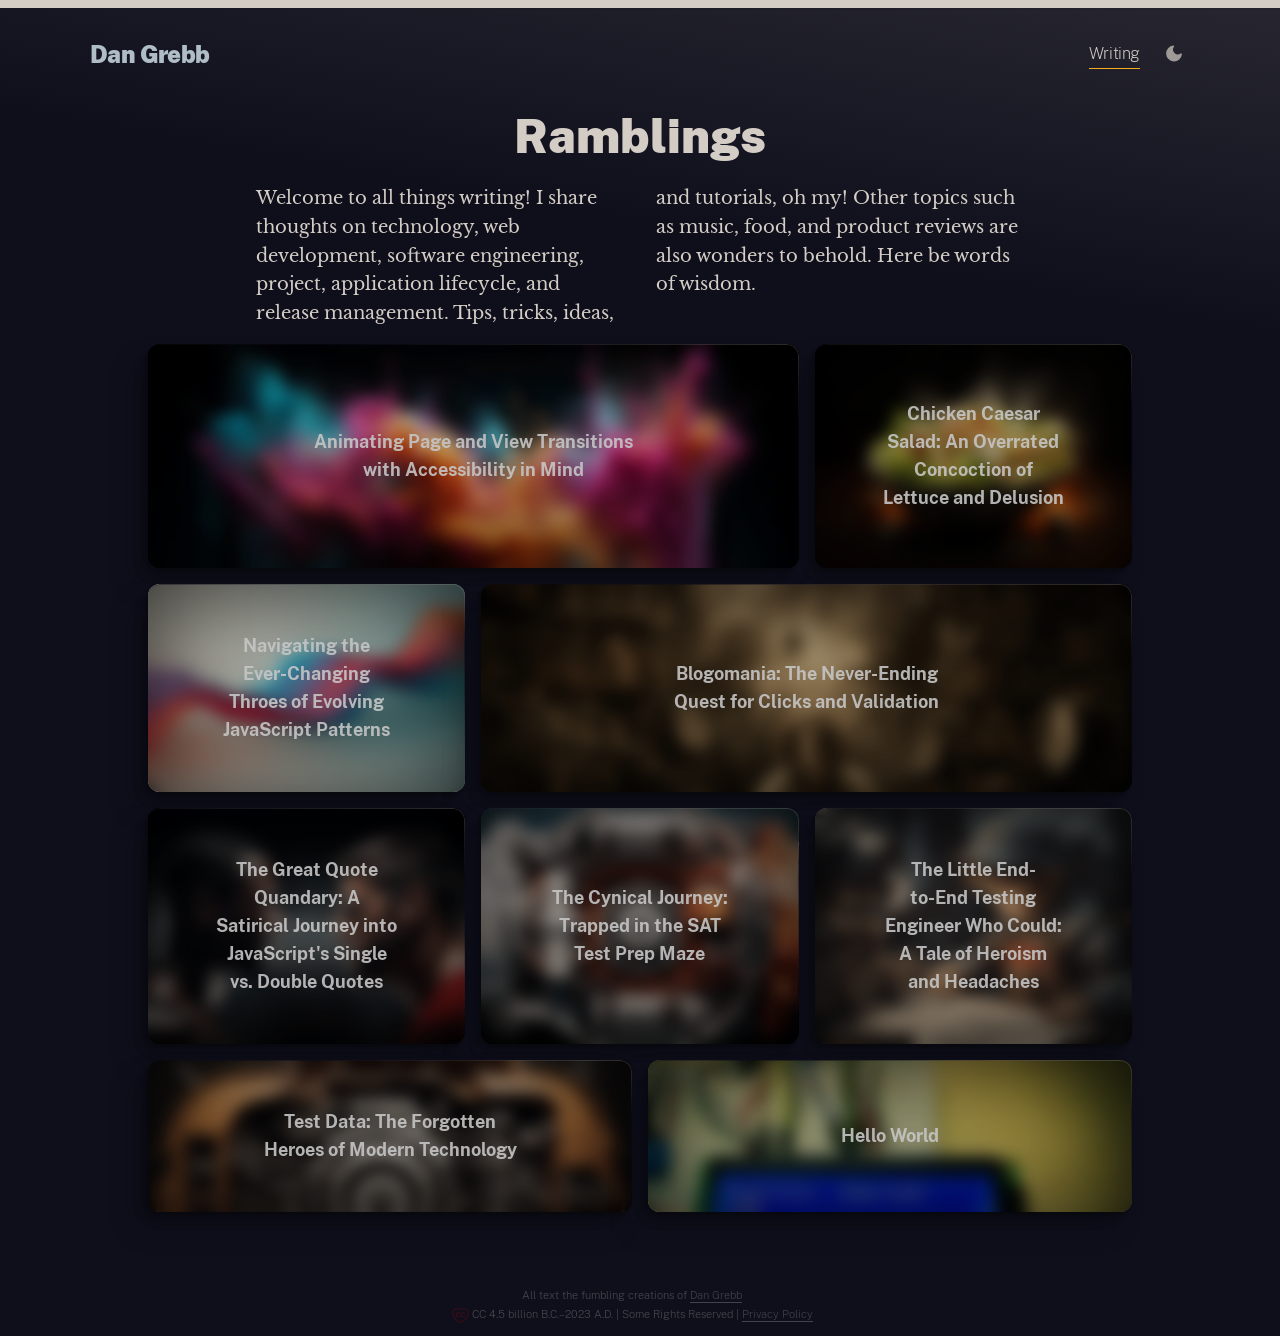 Dan Grebb
Writing
Ramblings
Welcome to all things writing! I share
thoughts on technology, web
development, software engineering,
project, application lifecycle, and
release management. Tips, tricks, ideas,
and tutorials, oh my! Other topics such
as music, food, and product reviews are
also wonders to behold. Here be words
of wisdom.
Animating Page and View Transitions
with Accessibility in Mind
Chicken Caesar
Salad: An Overrated
Concoction of
Lettuce and Delusion
Navigating the
Ever-Changing
Throes of Evolving
JavaScript Patterns
Blogomania: The Never-Ending
Quest for Clicks and Validation
The Great Quote
Quandary: A
Satirical Journey into
JavaScript's Single
vs. Double Quotes
The Cynical Journey:
Trapped in the SAT
Test Prep Maze
The Little End-
to-End Testing
Engineer Who Could:
A Tale of Heroism
and Headaches
Test Data: The Forgotten
Heroes of Modern Technology
Hello World
All text the fumbling creations of Dan Grebb
CC 4.5 billion B.C.–2023 A.D. | Some Rights Reserved | Privacy Policy